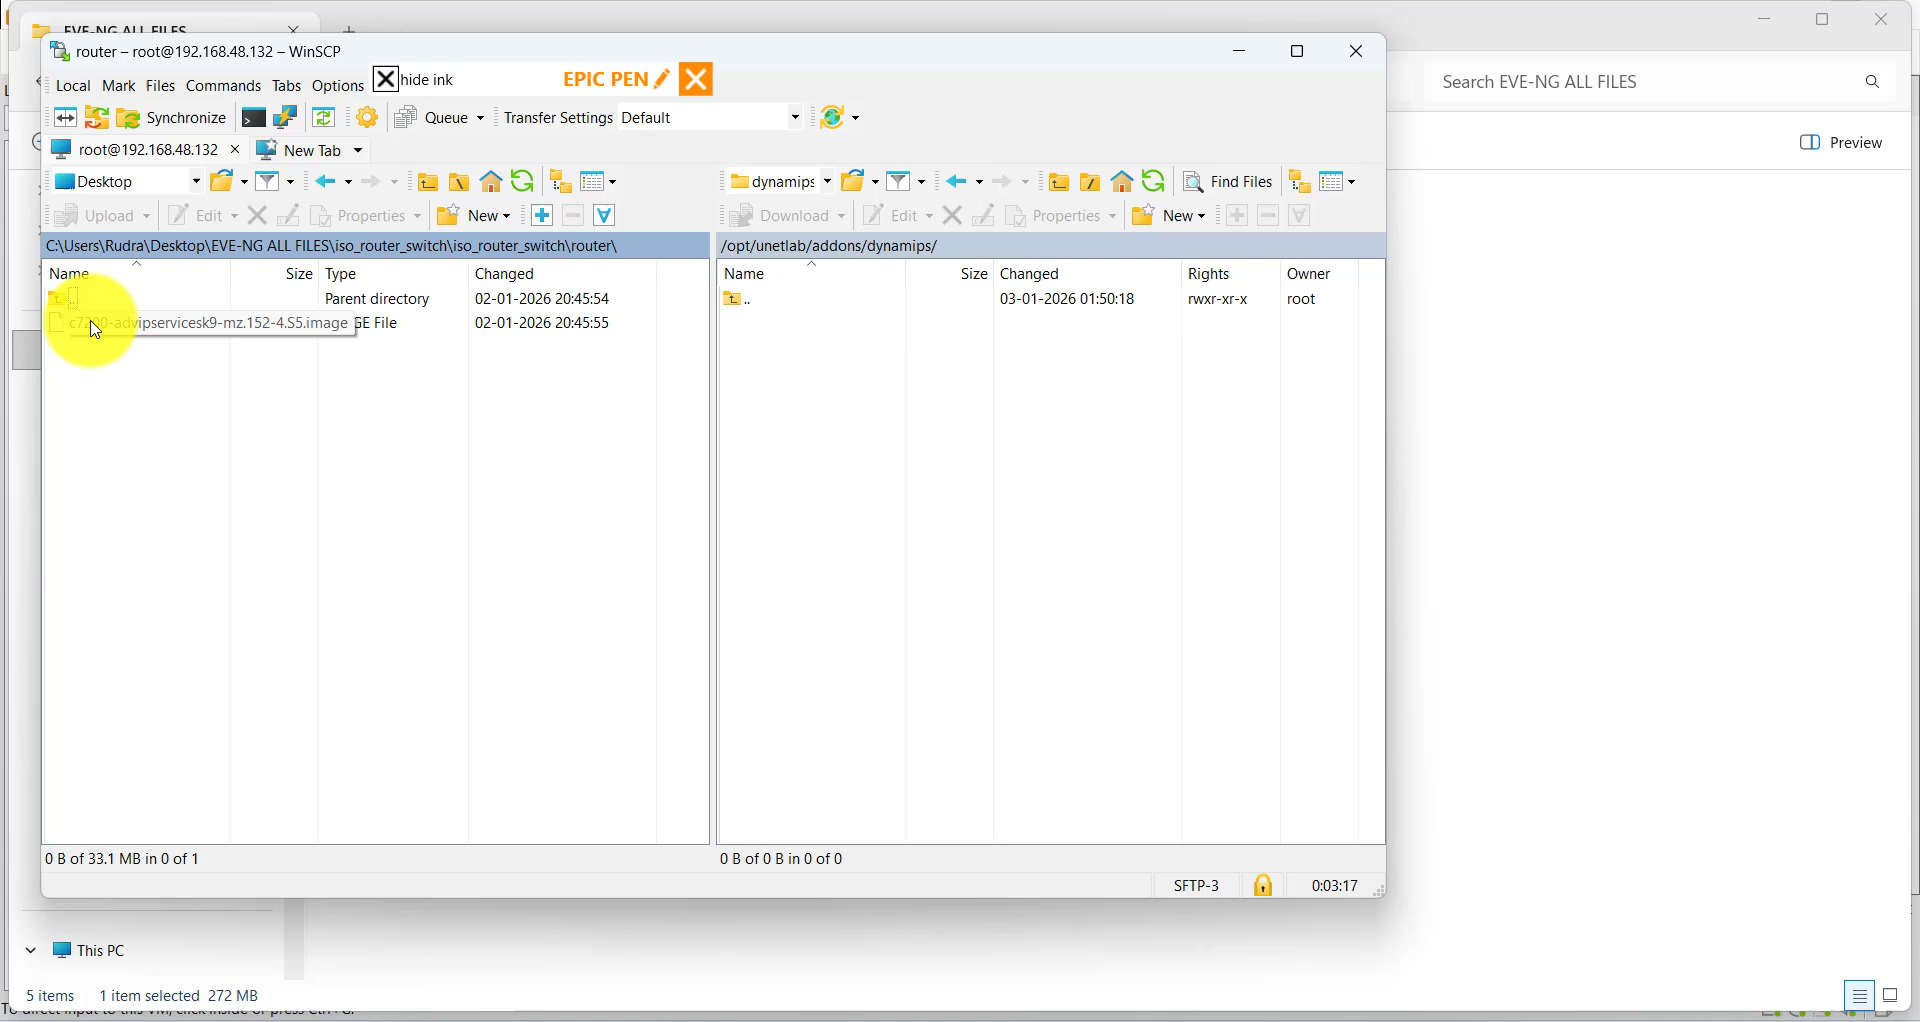 EVE-NG ALL FILES
router – root@192.168.48.132 – WinSCP
Local Mark Files Commands Tabs Options hide ink EPIC PEN
Search EVE-NG ALL FILES
Synchronize Queue Transfer Settings Default
root@192.168.48.132 New Tab
Preview
Desktop dynamips Find Files
Upload Edit Properties New Download Edit Properties New
C:\Users\Rudra\Desktop\EVE-NG ALL FILES\iso_router_switch\iso_router_switch\router\ /opt/unetlab/addons/dynamips/
Name Size Type Changed Name Size Changed Rights Owner
.. Parent directory 02-01-2026 20:45:54 .. 03-01-2026 01:50:18 rwxr-xr-x root
c7200-advipservicesk9-mz.152-4.S5.image GE File 02-01-2026 20:45:55
0 B of 33.1 MB in 0 of 1 0 B of 0 B in 0 of 0
SFTP-3 0:03:17
This PC
5 items 1 item selected 272 MB